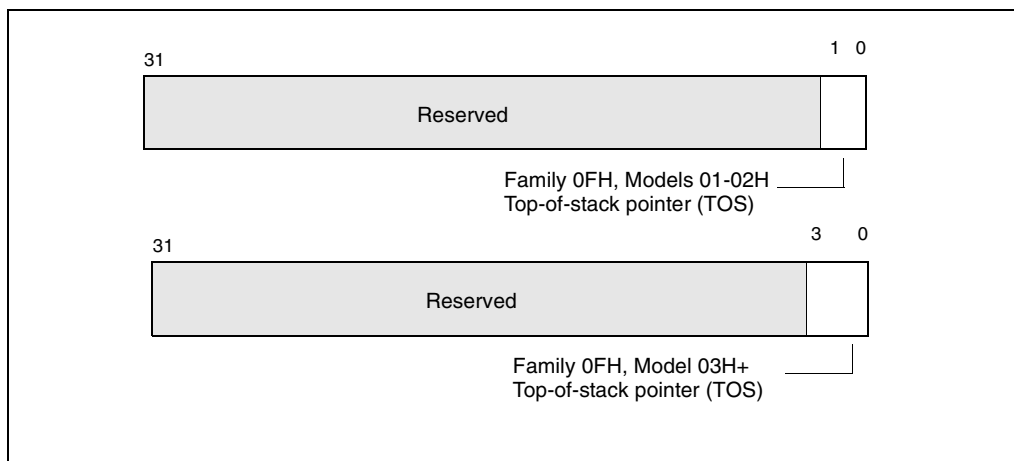 31
1 0
Reserved
Family 0FH, Models 01-02H
Top-of-stack pointer (TOS)
31
3 0
Reserved
Family 0FH, Model 03H+
Top-of-stack pointer (TOS)